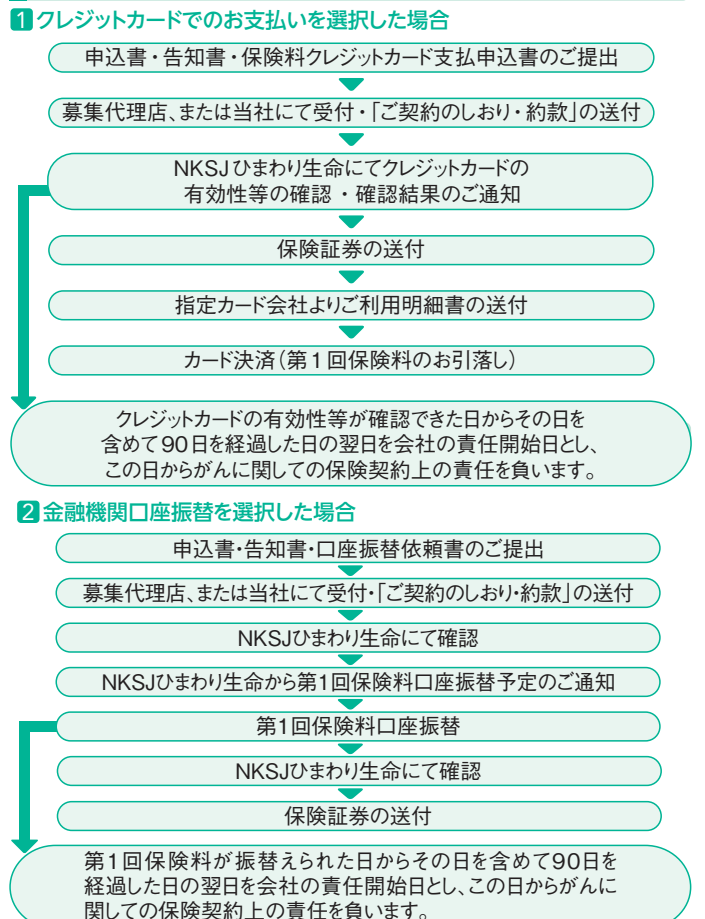 1 クレジットカードでのお支払いを選択した場合
申込書・告知書・保険料クレジットカード支払申込書のご提出
募集代理店、または当社にて受付・「ご契約のしおり・約款」の送付
NKSJひまわり生命にてクレジットカードの
有効性等の確認・確認結果のご通知
保険証券の送付
指定カード会社よりご利用明細書の送付
カード決済(第1回保険料のお引落し)
クレジットカードの有効性等が確認できた日からその日を
含めて90日を経過した日の翌日を会社の責任開始日とし、
この日からがんに関しての保険契約上の責任を負います。
2 金融機関口座振替を選択した場合
申込書・告知書・口座振替依頼書のご提出
募集代理店、または当社にて受付・「ご契約のしおり・約款」の送付
NKSJひまわり生命にて確認
NKSJひまわり生命から第1回保険料口座振替予定のご通知
第1回保険料口座振替
NKSJひまわり生命にて確認
保険証券の送付
第1回保険料が振替えられた日からその日を含めて90日を
経過した日の翌日を会社の責任開始日とし、この日からがんに
関しての保険契約上の責任を負います。